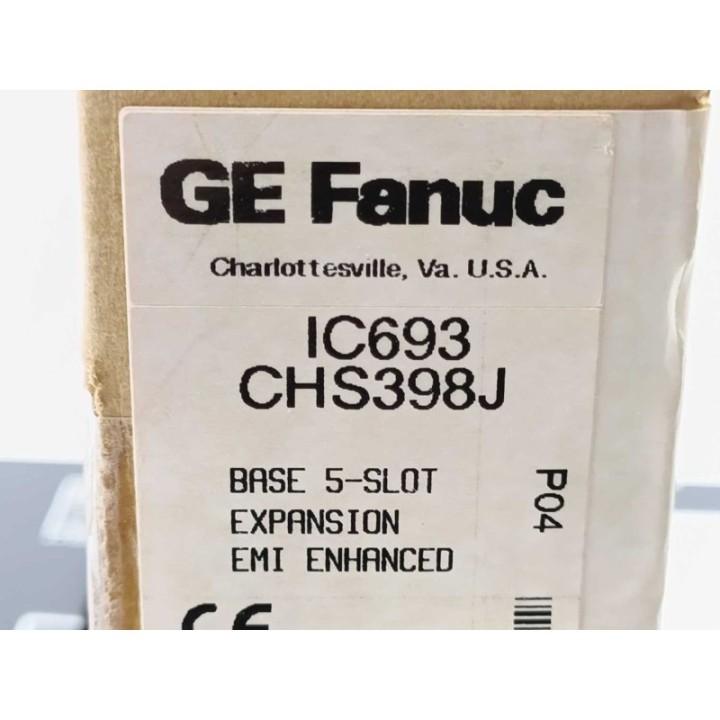 GE Fanuc
Charlottesville, Va. U.S.A.
IC693
CHS398J
BASE 5-SLOT
EXPANSION
EMI ENHANCED
P04
CE